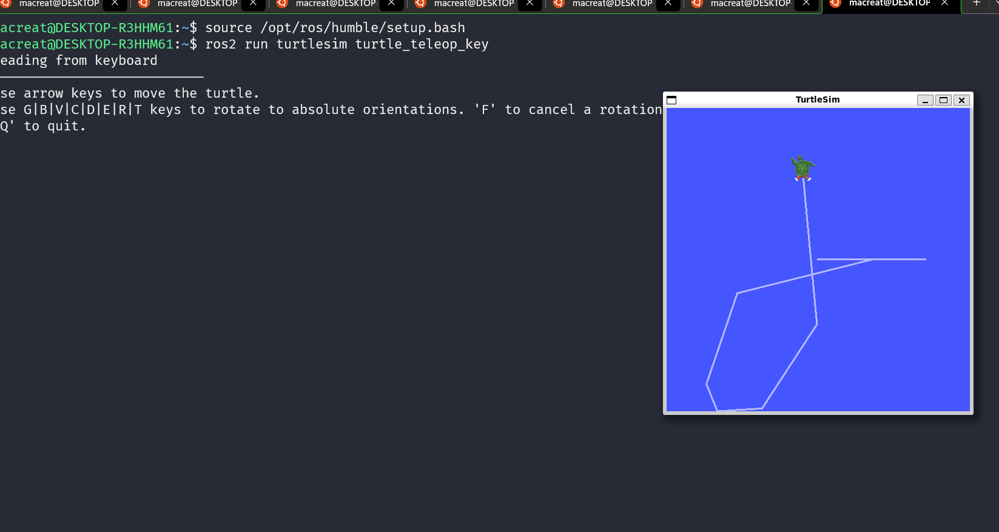 macreat@DESKTOP- macreat@DESKTOP- macreat@DESKTOP- macreat@DESKTOP- macreat@DESKTOP- macreat@DESKTOP- macreat@DESKTOP
acreat@DESKTOP-R3HHM61:~$ source /opt/ros/humble/setup.bash
acreat@DESKTOP-R3HHM61:~$ ros2 run turtlesim turtle_teleop_key
eading from keyboard
---------------------------
se arrow keys to move the turtle.
se G|B|V|C|D|E|R|T keys to rotate to absolute orientations. 'F' to cancel a rotation
Q' to quit.
TurtleSim